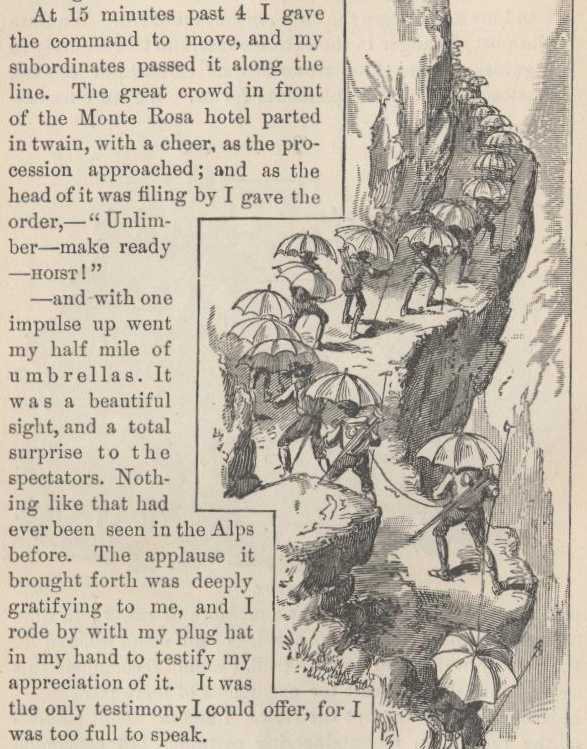 At 15 minutes past 4 I gave
the command to move, and my
subordinates passed it along the
line. The great crowd in front
of the Monte Rosa hotel parted
in twain, with a cheer, as the pro-
cession approached; and as the
head of it was filing by I gave the
order,—“ Unlim-
ber—make ready
—HOIST!”
—and with one
impulse up went
my half mile of
umbrellas. It
was a beautiful
sight, and a total
surprise to the
spectators. Noth-
ing like that had
ever been seen in the Alps
before. The applause it
brought forth was deeply
gratifying to me, and I
rode by with my plug hat
in my hand to testify my
appreciation of it. It was
the only testimony I could offer, for I
was too full to speak.